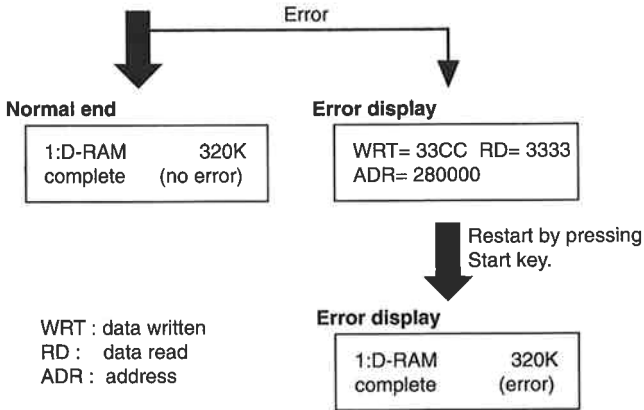 Error
Normal end
1:D-RAM 320K
complete (no error)
Error display
WRT= 33CC RD= 3333
ADR= 280000
Restart by pressing
Start key.
WRT : data written
RD : data read
ADR : address
Error display
1:D-RAM 320K
complete (error)